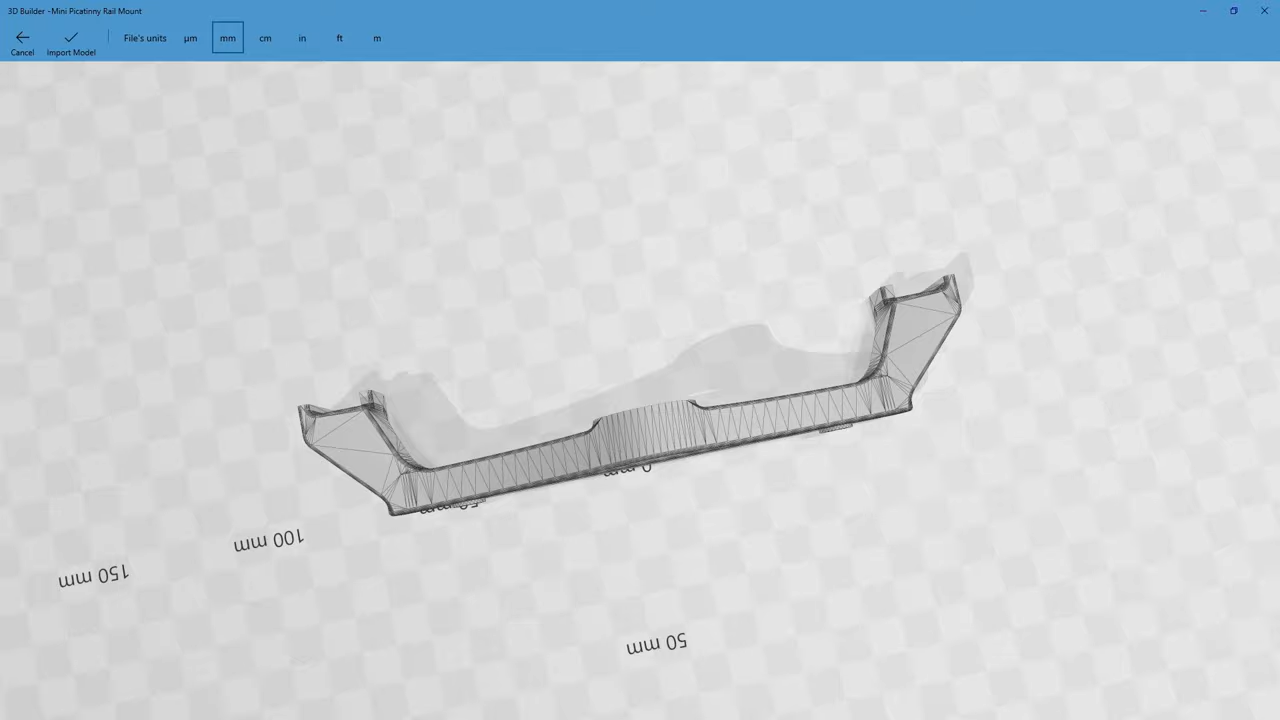 3D Builder -Mini Picatinny Rail Mount
File's units
µm
mm
cm
in
ft
m
Cancel
Import Model
100 mm
150 mm
50 mm